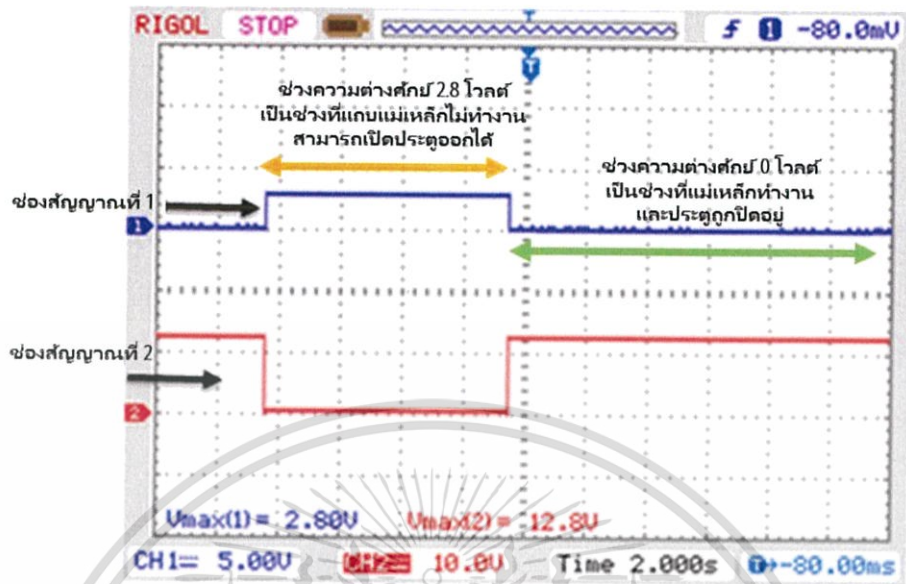 RIGOL STOP 1 -80.0mV
T
ช่วงความต่างศักย์ 2.8 โวลต์
เป็นช่วงที่แถบแม่เหล็กไม่ทำงาน
สามารถเปิดประตูออกได้
ช่วงความต่างศักย์ 0 โวลต์
เป็นช่วงที่แม่เหล็กทำงาน
และประตูถูกปิดอยู่
ช่องสัญญาณที่ 1
1
ช่องสัญญาณที่ 2
2
Vmax(1)= 2.80V Vmax(2)= 12.8V
CH1 5.00V CH2 10.0V Time 2.000s T→-80.00ms